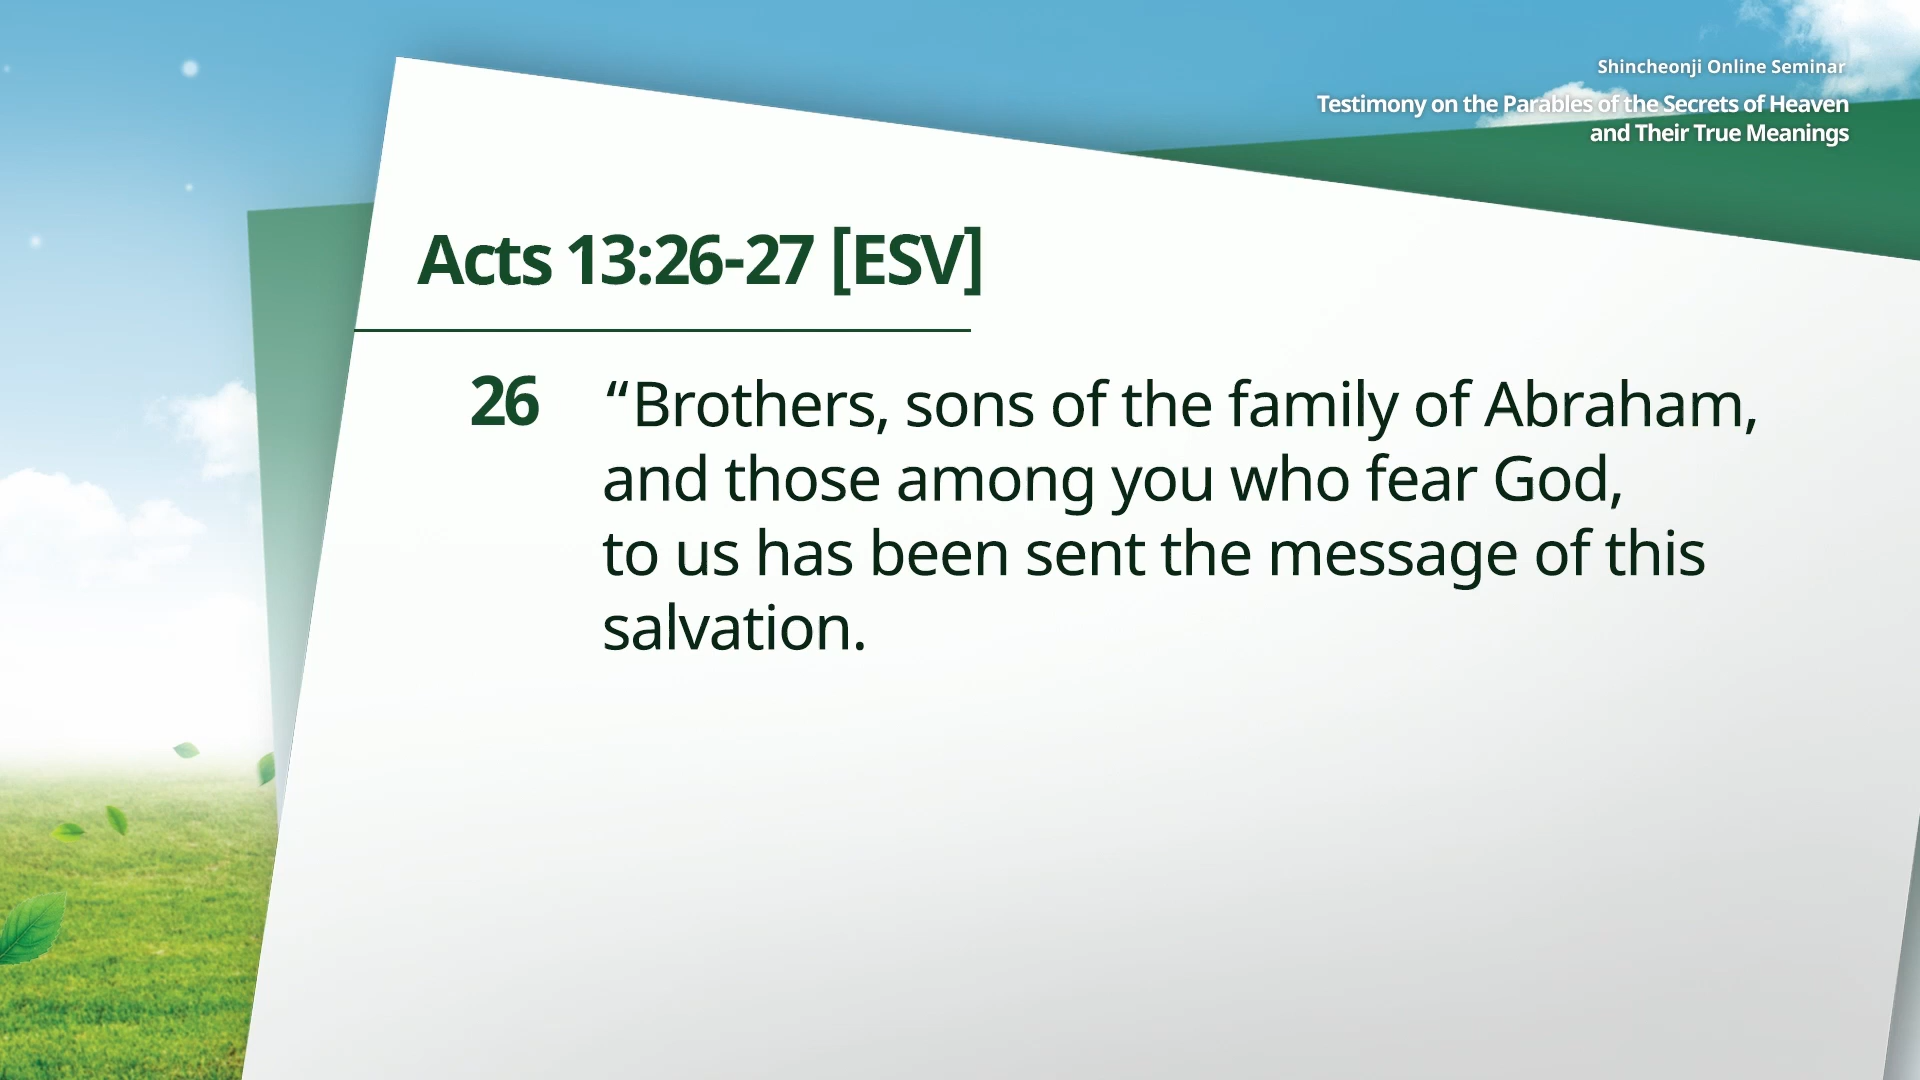 Shincheonji Online Seminar
Testimony on the Parables of the Secrets of Heaven
and Their True Meanings
Acts 13:26-27 [ESV]
26 “Brothers, sons of the family of Abraham,
and those among you who fear God,
to us has been sent the message of this
salvation.